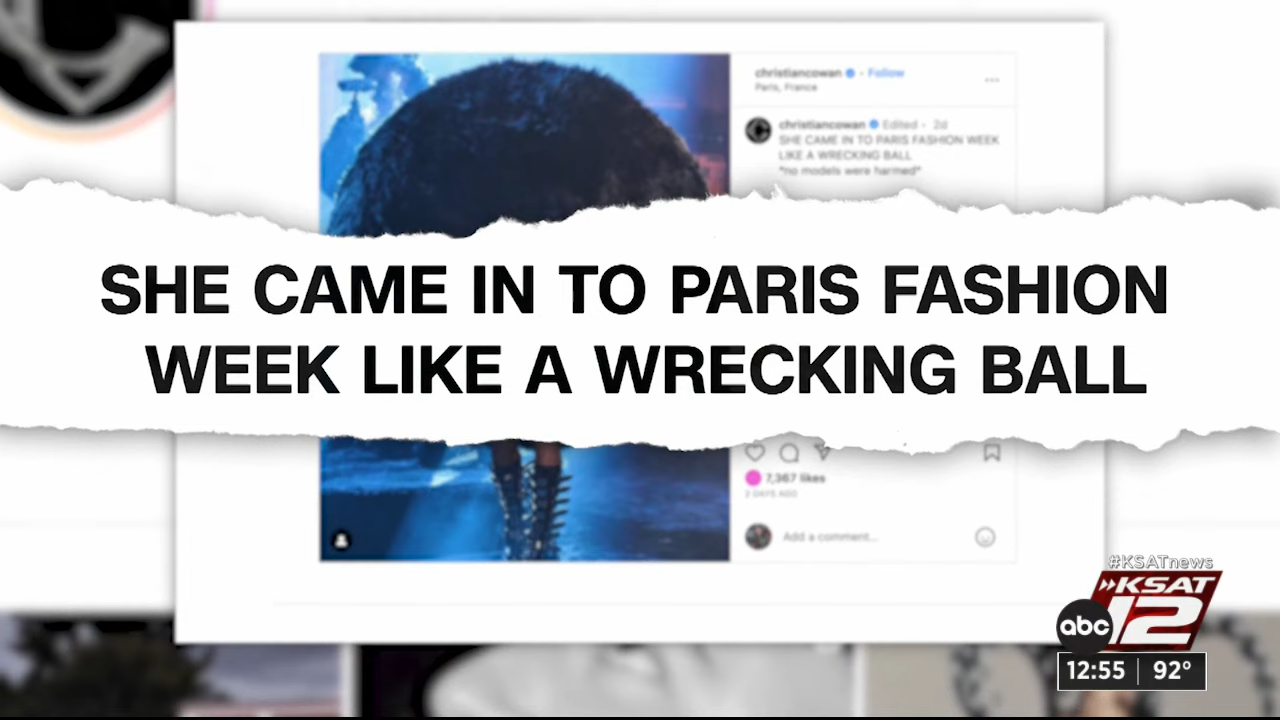 christiancowan • Follow
Paris, France
christiancowan Edited • 2d
SHE CAME IN TO PARIS FASHION WEEK
LIKE A WRECKING BALL
*no models were harmed*
SHE CAME IN TO PARIS FASHION
WEEK LIKE A WRECKING BALL
7,367 likes
2 DAYS AGO
Add a comment...
#KSATnews
KSAT
abc 12
12:55 92°